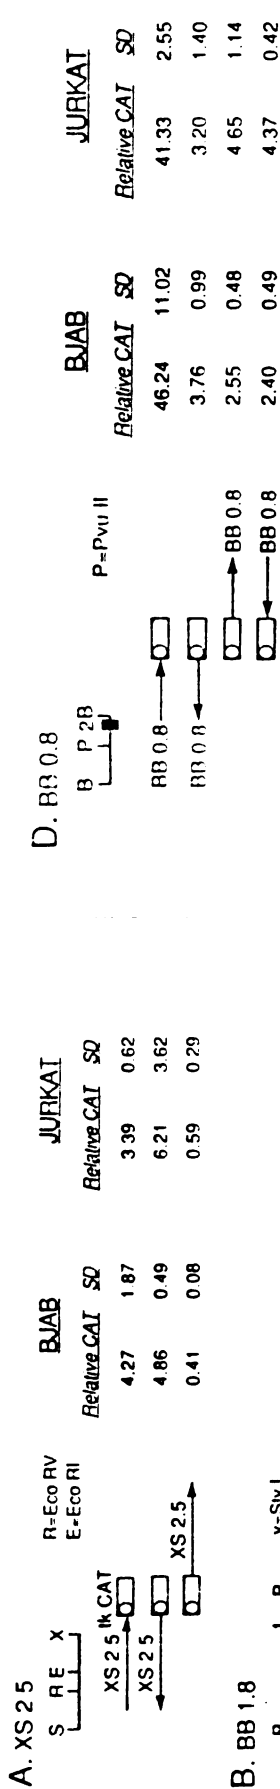 A. XS 2 5
S R E X
R= Eco RV
E= Eco RI
BJAB
JURKAT
Relative CAT SD
Relative CAT SD
XS 2 5 tk CAT
4.27 1.87 3.39 0.62
XS 2 5
4.86 0.49 6.21 3.62
XS 2.5
0.41 0.08 0.59 0 29
B. BB 1.8
D. BB 0.8
B P 2 B
P=Pvu II
BJAB
JURKAT
Relative CAT SD
Relative CAT SD
BB 0.8
46.24 11.02 41.33 2.55
BB 0.8
3.76 0.99 3.20 1.40
BB 0.8
2.55 0.48 4 65 1.14
BB 0.8
2.40 0.49 4.37 0.42